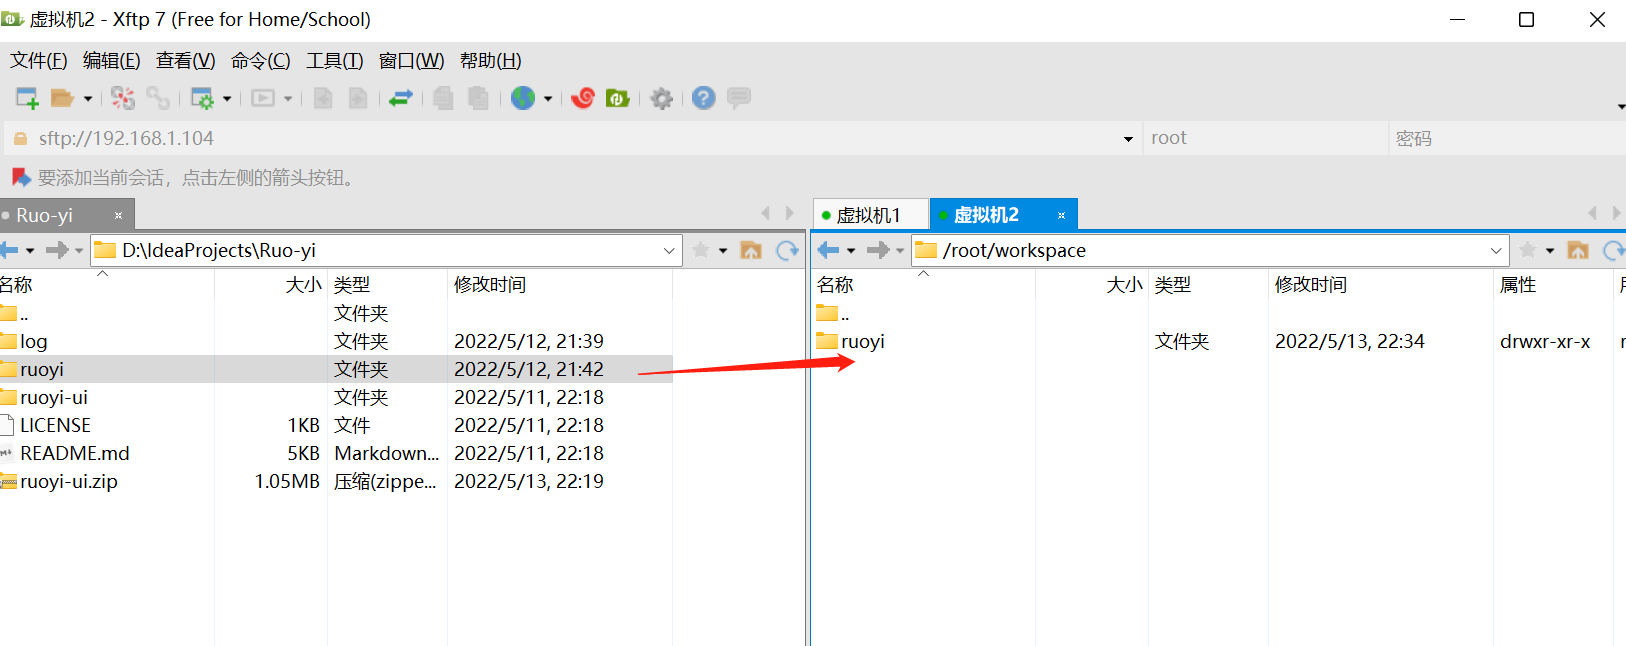 虚拟机2 - Xftp 7 (Free for Home/School)
文件(F) 编辑(E) 查看(V) 命令(C) 工具(T) 窗口(W) 帮助(H)
sftp://192.168.1.104 root 密码
要添加当前会话，点击左侧的箭头按钮。
Ruo-yi
虚拟机1 虚拟机2
D:\IdeaProjects\Ruo-yi
/root/workspace
名称 大小 类型 修改时间
.. 文件夹
log 文件夹 2022/5/12, 21:39
ruoyi 文件夹 2022/5/12, 21:42
ruoyi-ui 文件夹 2022/5/11, 22:18
LICENSE 1KB 文件 2022/5/11, 22:18
README.md 5KB Markdown... 2022/5/11, 22:18
ruoyi-ui.zip 1.05MB 压缩(zippe... 2022/5/13, 22:19
名称 大小 类型 修改时间 属性
..
ruoyi 文件夹 2022/5/13, 22:34 drwxr-xr-x